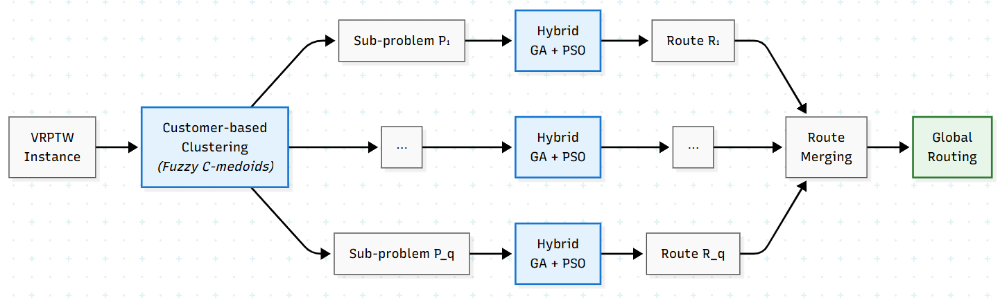 VRPTW
Instance
Customer-based
Clustering
(Fuzzy C-medoids)
Sub-problem P₁
Hybrid
GA + PSO
Route R₁
...
Hybrid
GA + PSO
...
Sub-problem P_q
Hybrid
GA + PSO
Route R_q
Route
Merging
Global
Routing